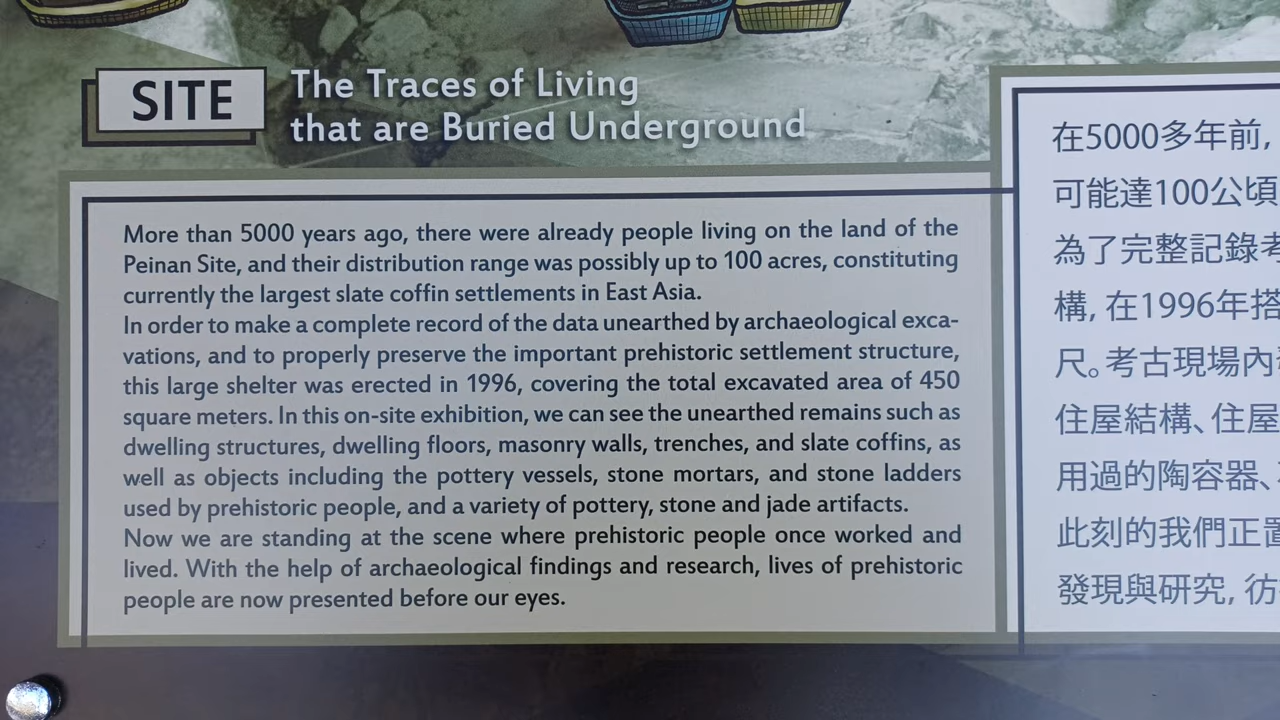 SITE
The Traces of Living
that are Buried Underground
More than 5000 years ago, there were already people living on the land of the
Peinan Site, and their distribution range was possibly up to 100 acres, constituting
currently the largest slate coffin settlements in East Asia.
In order to make a complete record of the data unearthed by archaeological exca-
vations, and to properly preserve the important prehistoric settlement structure,
this large shelter was erected in 1996, covering the total excavated area of 450
square meters. In this on-site exhibition, we can see the unearthed remains such as
dwelling structures, dwelling floors, masonry walls, trenches, and slate coffins, as
well as objects including the pottery vessels, stone mortars, and stone ladders
used by prehistoric people, and a variety of pottery, stone and jade artifacts.
Now we are standing at the scene where prehistoric people once worked and
lived. With the help of archaeological findings and research, lives of prehistoric
people are now presented before our eyes.
在5000多年前,
可能達100公頃
為了完整記錄考
構, 在1996年搭
尺。考古現場內
住屋結構、住屋
用過的陶容器、
此刻的我們正置
發現與研究, 彷